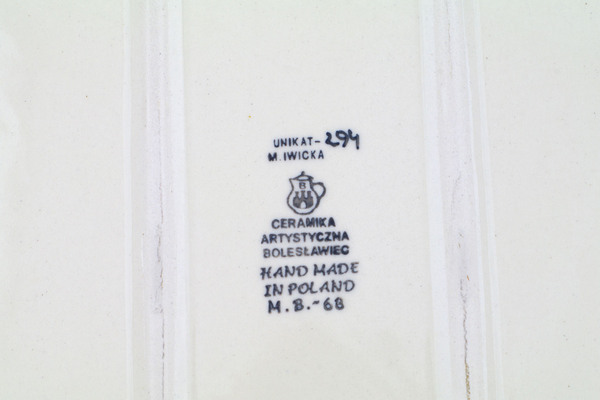 UNIKAT-294
M. IWICKA
B
CERAMIKA
ARTYSTYCZNA
BOLESŁAWIEC
HAND MADE
IN POLAND
M.B.-68